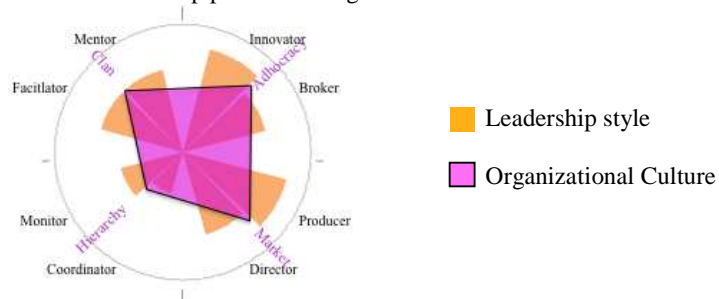 Mentor
Innovator
Clan
Adhocracy
Facitlator
Broker
Leadership style
Organizational Culture
Monitor
Producer
Hierarchy
Market
Coordinator
Director